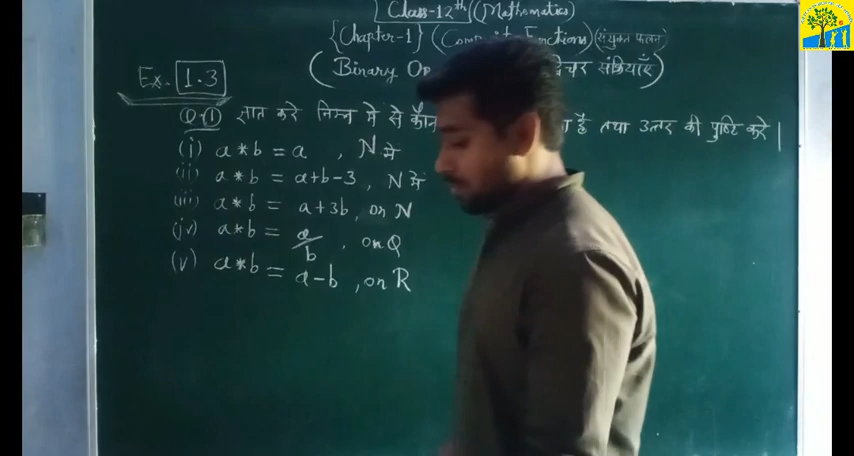 Class-12th (Mathematics)
{Chapter-1} (Functions) (संयुक्त फलन)
(Binary संक्रियाएँ)
Ex. 1.3
Q.1 ज्ञात करे निम्न मे से है तथा उत्तर की पुष्टि करे |
(i) a*b = a , N मे
(ii) a*b = a+b-3 , N मे
(iii) a*b = a+3b, on N
(iv) a*b = a/b , on Q
(v) a*b = a-b , on R